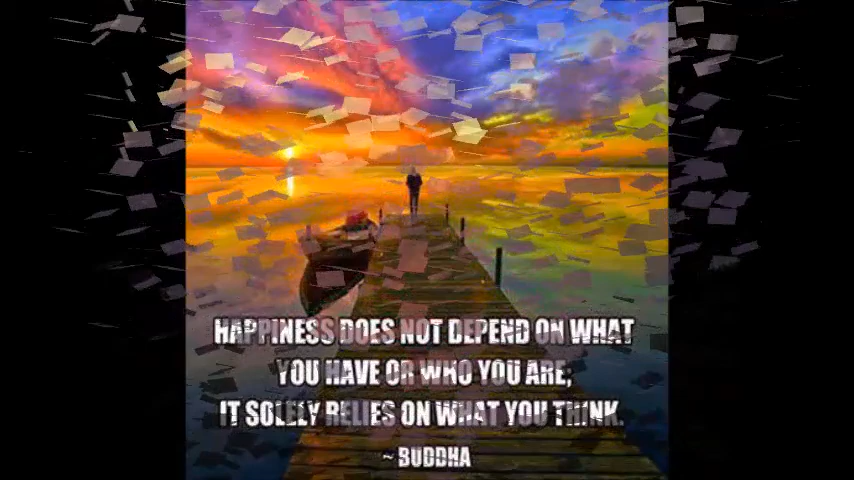 HAPPINESS DOES NOT DEPEND ON WHAT
YOU HAVE OR WHO YOU ARE;
IT SOLELY RELIES ON WHAT YOU THINK.
~ BUDDHA